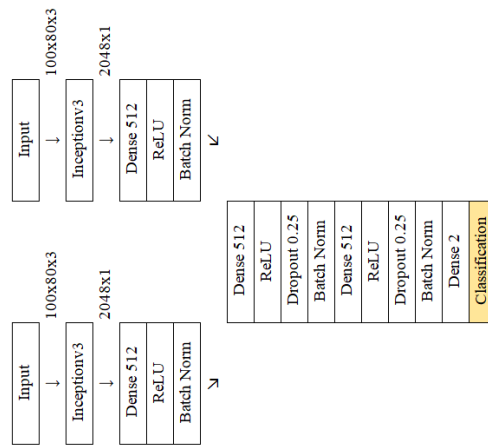 Input
100x80x3
→
Inceptionv3
2048x1
→
Dense 512
ReLU
Batch Norm
Input
100x80x3
→
Inceptionv3
2048x1
→
Dense 512
ReLU
Batch Norm
Dense 512
ReLU
Dropout 0.25
Batch Norm
Dense 512
ReLU
Dropout 0.25
Batch Norm
Dense 2
Classification